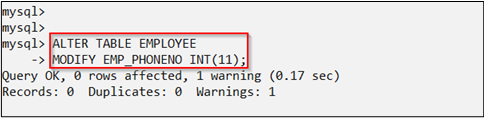 mysql>
mysql>
mysql> ALTER TABLE EMPLOYEE
    -> MODIFY EMP_PHONENO INT(11);
Query OK, 0 rows affected, 1 warning (0.17 sec)
Records: 0  Duplicates: 0  Warnings: 1